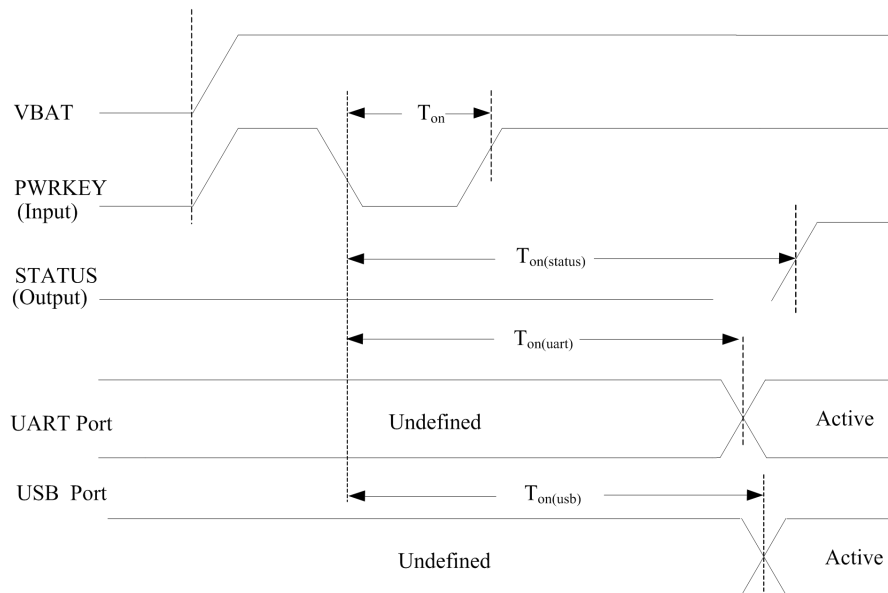 VBAT
Ton
PWRKEY
(Input)
Ton(status)
STATUS
(Output)
Ton(uart)
UART Port
Undefined
Active
USB Port
Ton(usb)
Undefined
Active